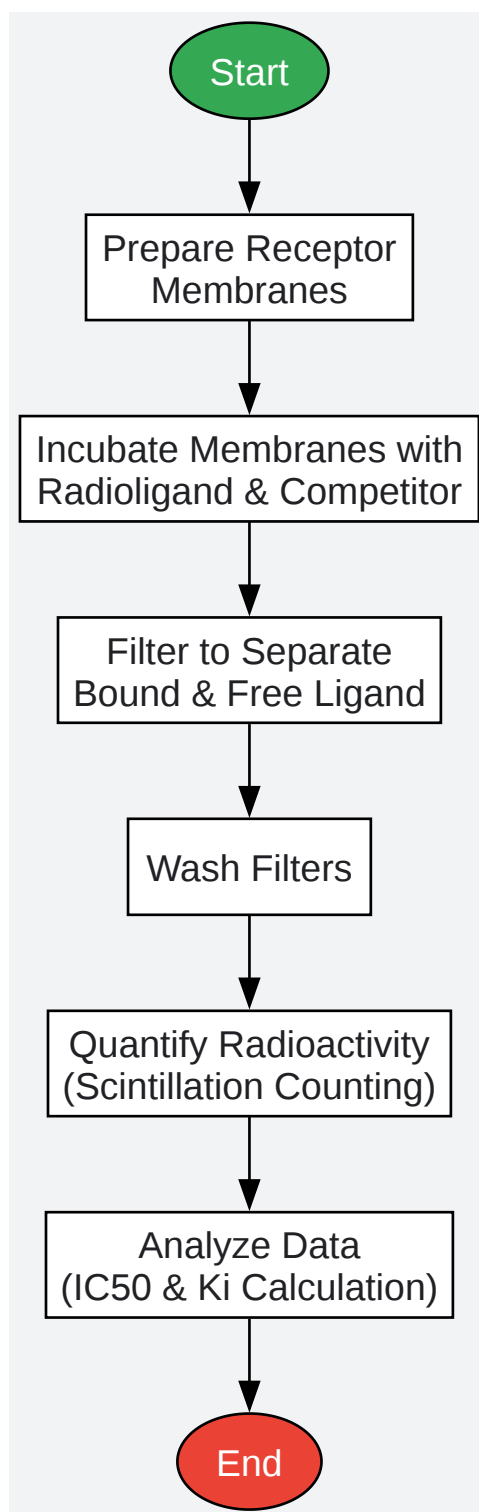 Start
Prepare Receptor
Membranes
Incubate Membranes with
Radioligand & Competitor
Filter to Separate
Bound & Free Ligand
Wash Filters
Quantify Radioactivity
(Scintillation Counting)
Analyze Data
(IC50 & Ki Calculation)
End